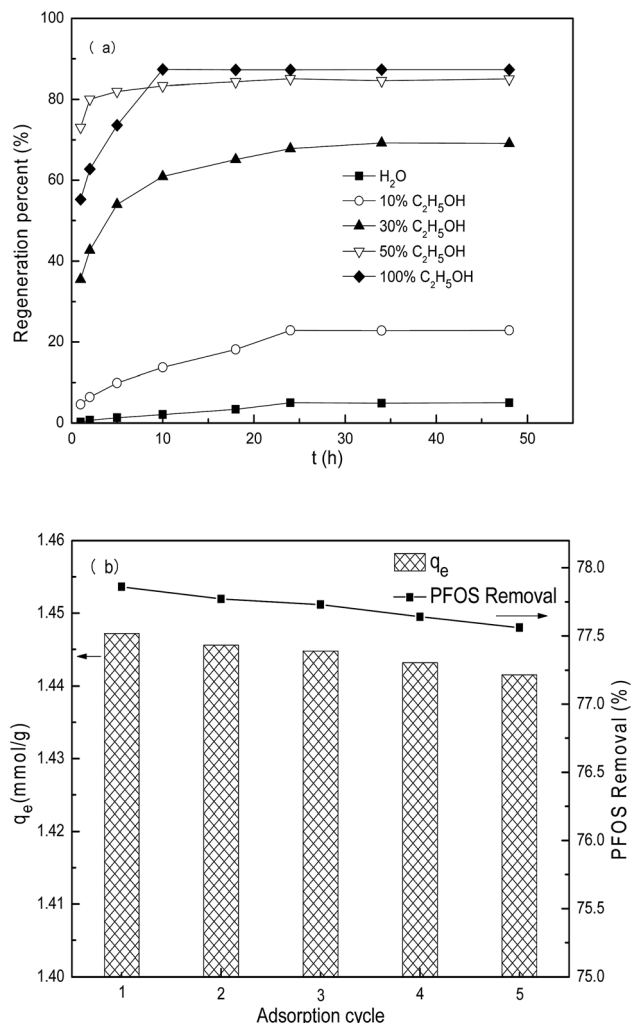 ( a )
100
80
60
40
20
0
Regeneration percent (%)
H₂O
10% C₂H₅OH
30% C₂H₅OH
50% C₂H₅OH
100% C₂H₅OH
0 10 20 30 40 50
t (h)
( b )
1.46
1.45
1.44
1.43
1.42
1.41
1.40
qₑ(mmol/g)
qₑ
PFOS Removal
78.0
77.5
77.0
76.5
76.0
75.5
75.0
PFOS Removal (%)
1 2 3 4 5
Adsorption cycle